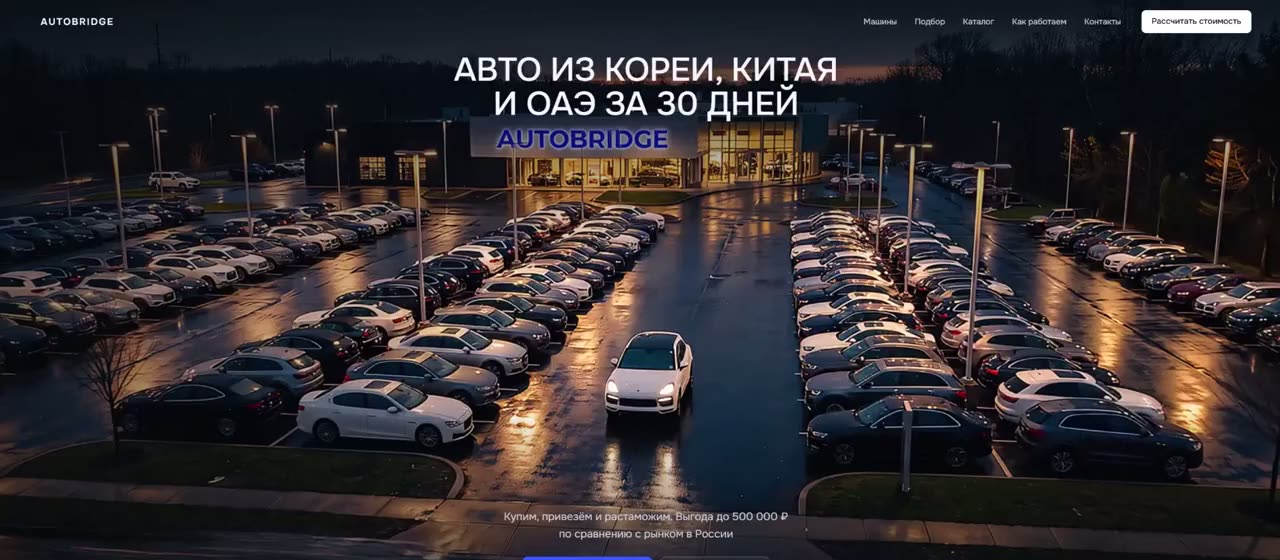 AUTOBRIDGE
Машины
Подбор
Каталог
Как работаем
Контакты
Рассчитать стоимость
АВТО ИЗ КОРЕИ, КИТАЯ
И ОАЭ ЗА 30 ДНЕЙ
AUTOBRIDGE
Купим, привезём и растаможим. Выгода до 500 000 ₽
по сравнению с рынком в России